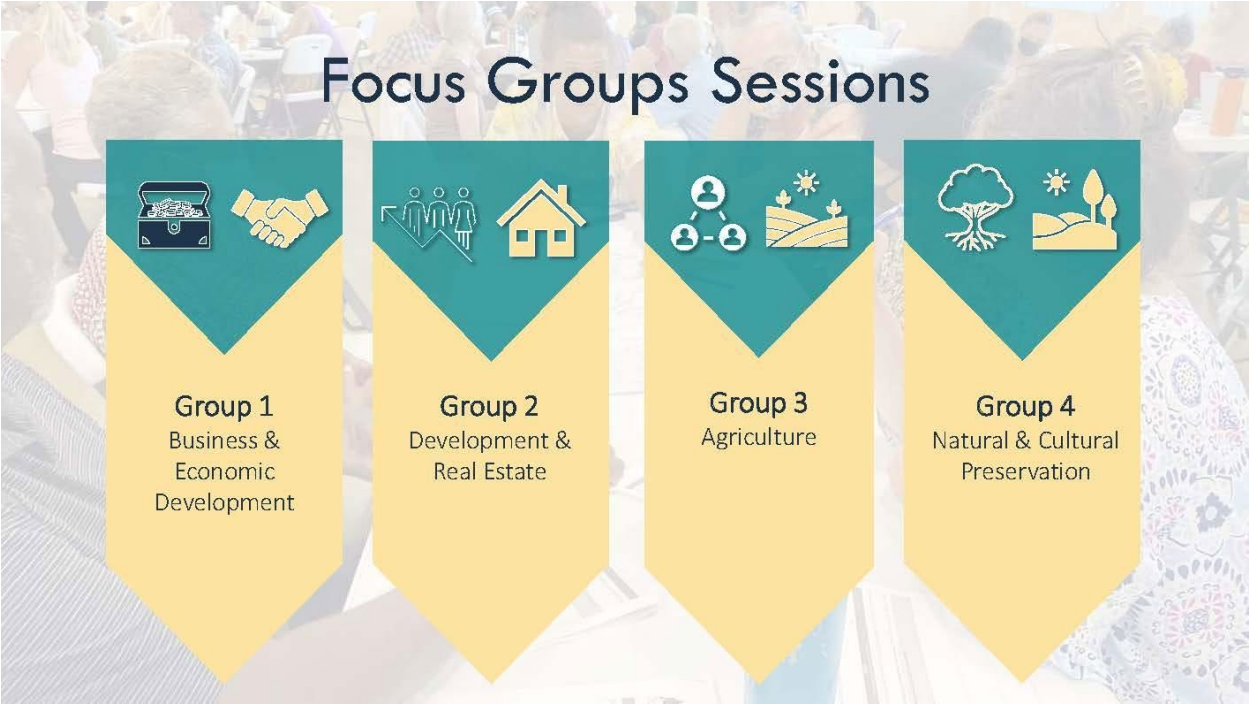 Focus Groups Sessions
Group 1
Business &
Economic
Development
Group 2
Development &
Real Estate
Group 3
Agriculture
Group 4
Natural & Cultural
Preservation